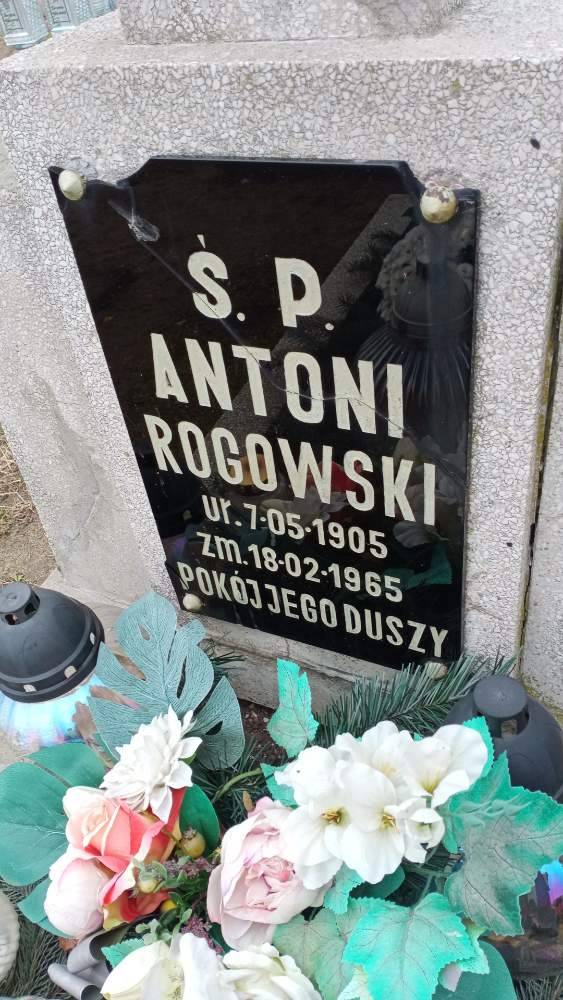 Ś. P.
ANTONI
ROGOWSKI
ur. 7·05·1905
zm. 18·02·1965
POKÓJ JEGO DUSZY